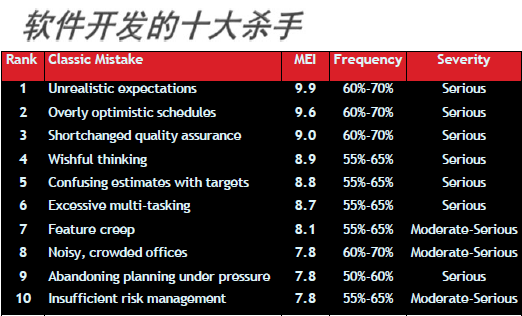 软件开发的十大杀手
Rank Classic Mistake MEI Frequency Severity
1 Unrealistic expectations 9.9 60%-70% Serious
2 Overly optimistic schedules 9.6 60%-70% Serious
3 Shortchanged quality assurance 9.0 60%-70% Serious
4 Wishful thinking 8.9 55%-65% Serious
5 Confusing estimates with targets 8.8 55%-65% Serious
6 Excessive multi-tasking 8.7 55%-65% Serious
7 Feature creep 8.1 55%-65% Moderate-Serious
8 Noisy, crowded offices 7.8 60%-70% Moderate-Serious
9 Abandoning planning under pressure 7.8 50%-60% Serious
10 Insufficient risk management 7.8 55%-65% Moderate-Serious